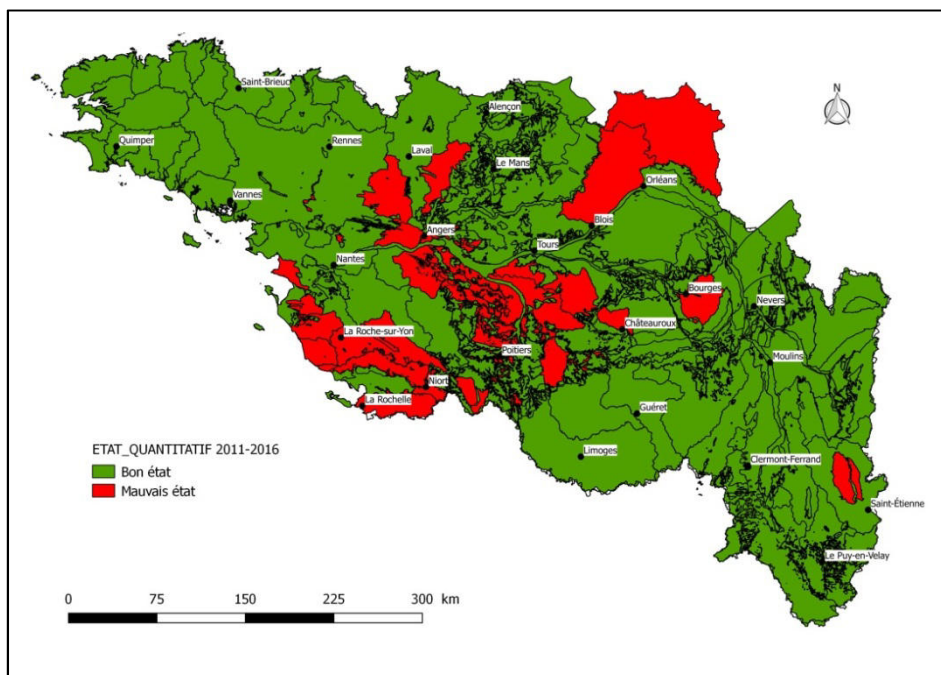 N
Saint-Brieuc
Alençon
Quimper
Rennes
Laval
Le Mans
Orléans
Vannes
Blois
Angers
Tours
Nantes
Bourges
Nevers
La Roche-sur-Yon
Châteauroux
Poitiers
Moulins
Niort
La Rochelle
Guéret
ETAT_QUANTITATIF 2011-2016
Bon état
Mauvais état
Limoges
Clermont-Ferrand
Saint-Étienne
Le Puy-en-Velay
0 75 150 225 300 km